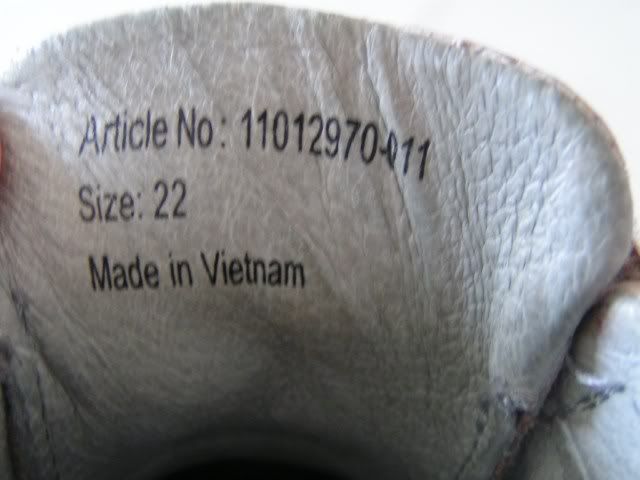 Article No: 11012970-011
Size: 22
Made in Vietnam